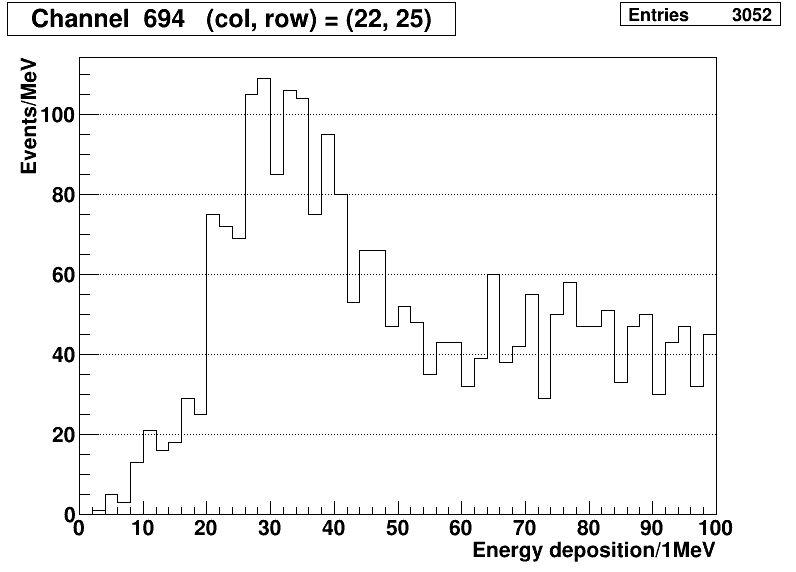 Channel 694 (col, row) = (22, 25)
Entries 3052
Events/MeV
100
80
60
40
20
0
0 10 20 30 40 50 60 70 80 90 100
Energy deposition/1MeV